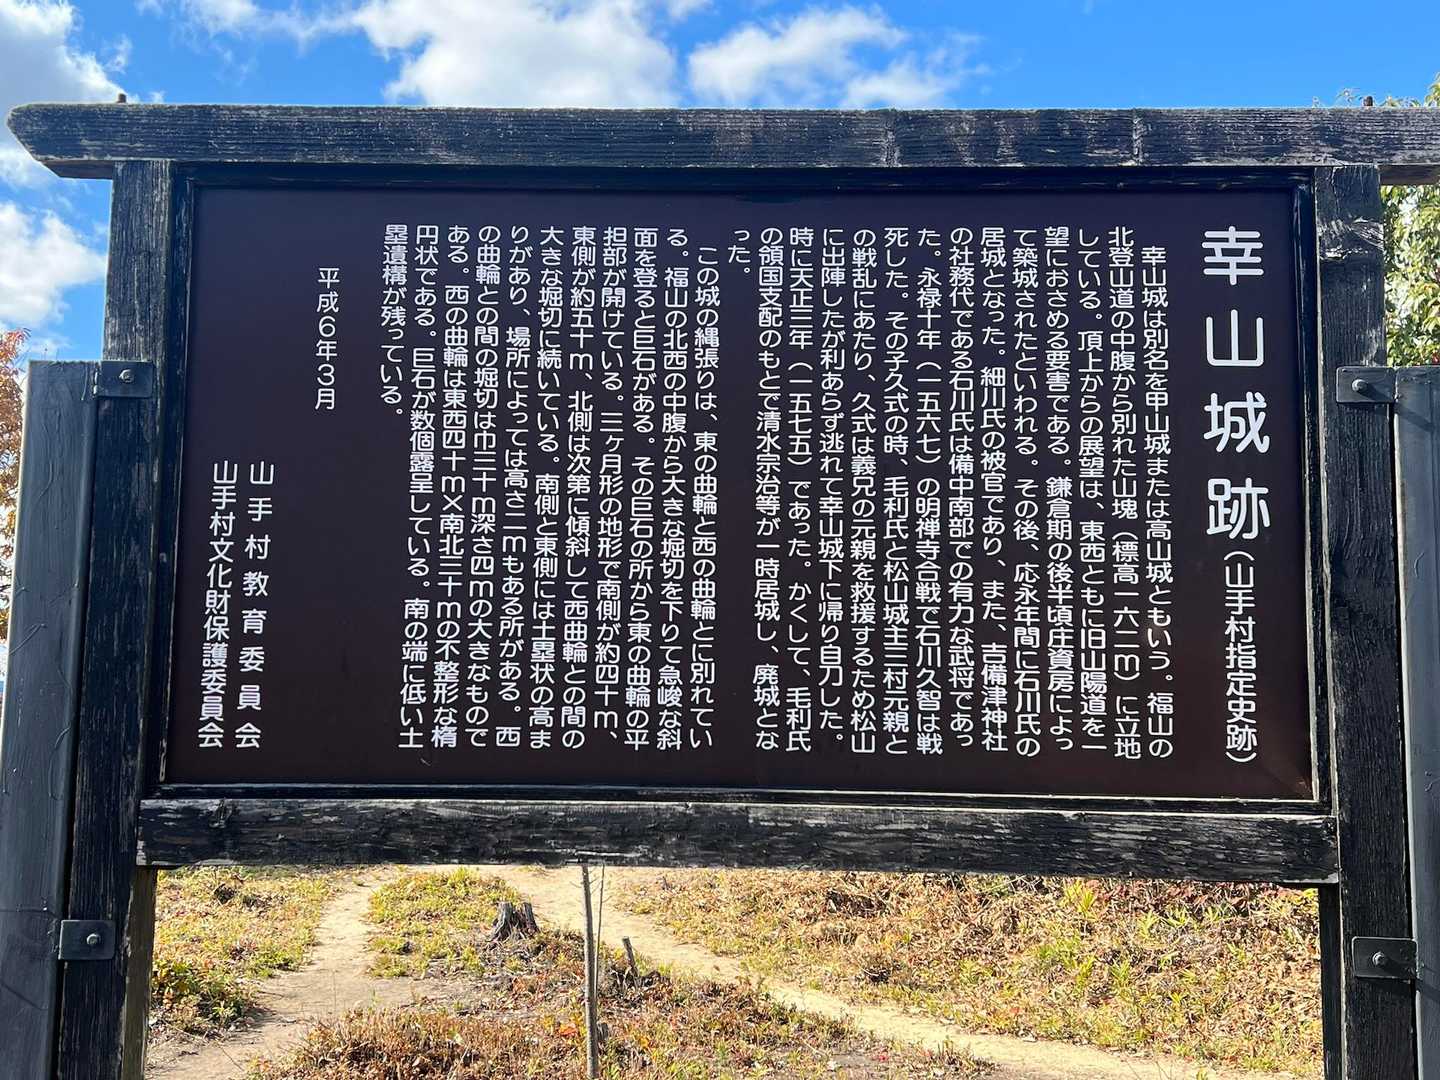 幸山城跡(山手村指定史跡)
幸山城は別名を甲山城または高山城ともいう。福山の
北登山道の中腹から別れた山塊(標高一六二m)に立地
している。頂上からの展望は、東西ともに旧山陽道を一
望におさめる要害である。鎌倉期の後半頃庄資房によっ
て築城されたといわれる。その後、応永年間に石川氏の
居城となった。細川氏の被官であり、また、吉備津神社
の社務代である石川氏は備中南部での有力な武将であっ
た。永禄十年(一五六七)の明禅寺合戦で石川久智は戦
死した。その子久式の時、毛利氏と松山城主三村元親と
の戦乱にあたり、久式は義兄の元親を救援するため松山
に出陣したが利あらず逃れて幸山城下に帰り自刀した。
時に天正三年(一五七五)であった。かくして、毛利氏
の領国支配のもとで清水宗治等が一時居城し、廃城とな
った。
この城の縄張りは、東の曲輪と西の曲輪とに別れてい
る。福山の北西の中腹から大きな堀切を下りて急峻な斜
面を登ると巨石がある。その巨石の所から東の曲輪の平
担部が開けている。三ヶ月形の地形で南側が約四十m、
東側が約五十m、北側は次第に傾斜して西曲輪との間の
大きな堀切に続いている。南側と東側には土塁状の高ま
りがあり、場所によっては高さ二mもある所がある。西
の曲輪との間の堀切は巾三十m深さ四mの大きなもので
ある。西の曲輪は東西四十m×南北三十mの不整形な楕
円状である。巨石が数個露呈している。南の端に低い土
塁遺構が残っている。
平成6年3月
山手村教育委員会
山手村文化財保護委員会